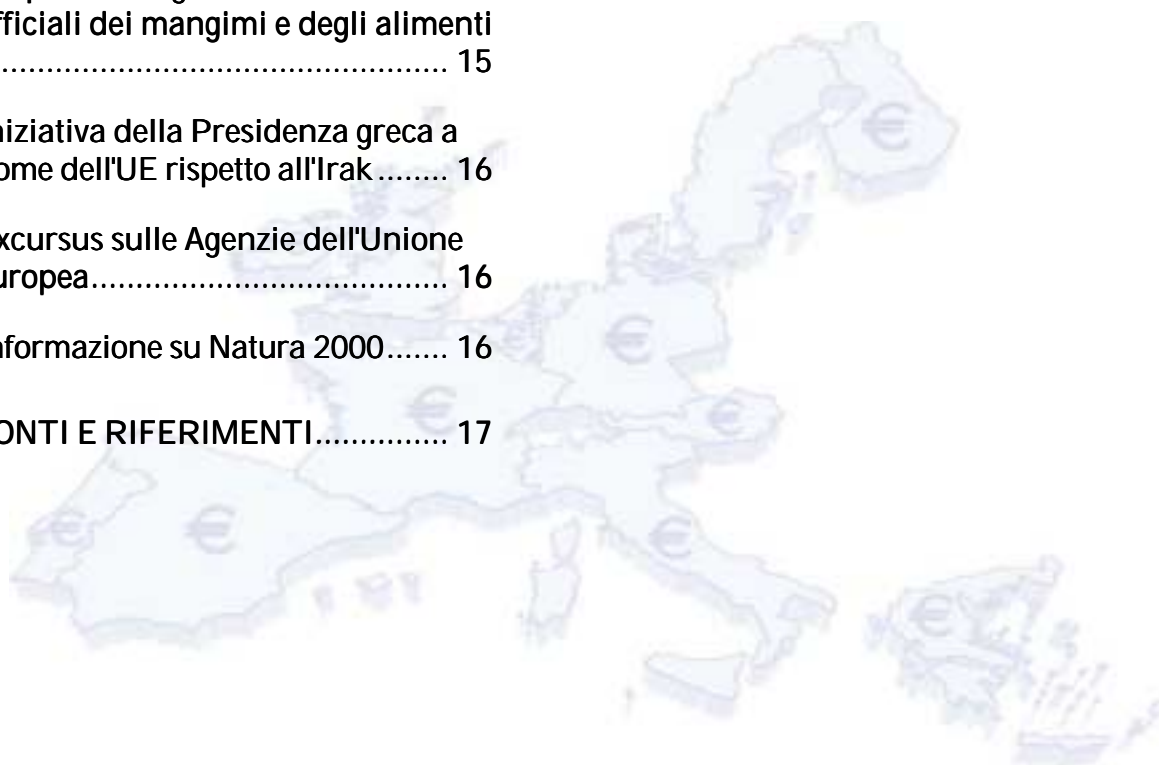 fficiali dei mangimi e degli alimenti
................................................................ 15
niziativa della Presidenza greca a
ome dell'UE rispetto all'Irak ........ 16
xcursus sulle Agenzie dell'Unione
uropea...................................... 16
nformazione su Natura 2000....... 16
ONTI E RIFERIMENTI............... 17
€
€
€
€
€
€
€
€